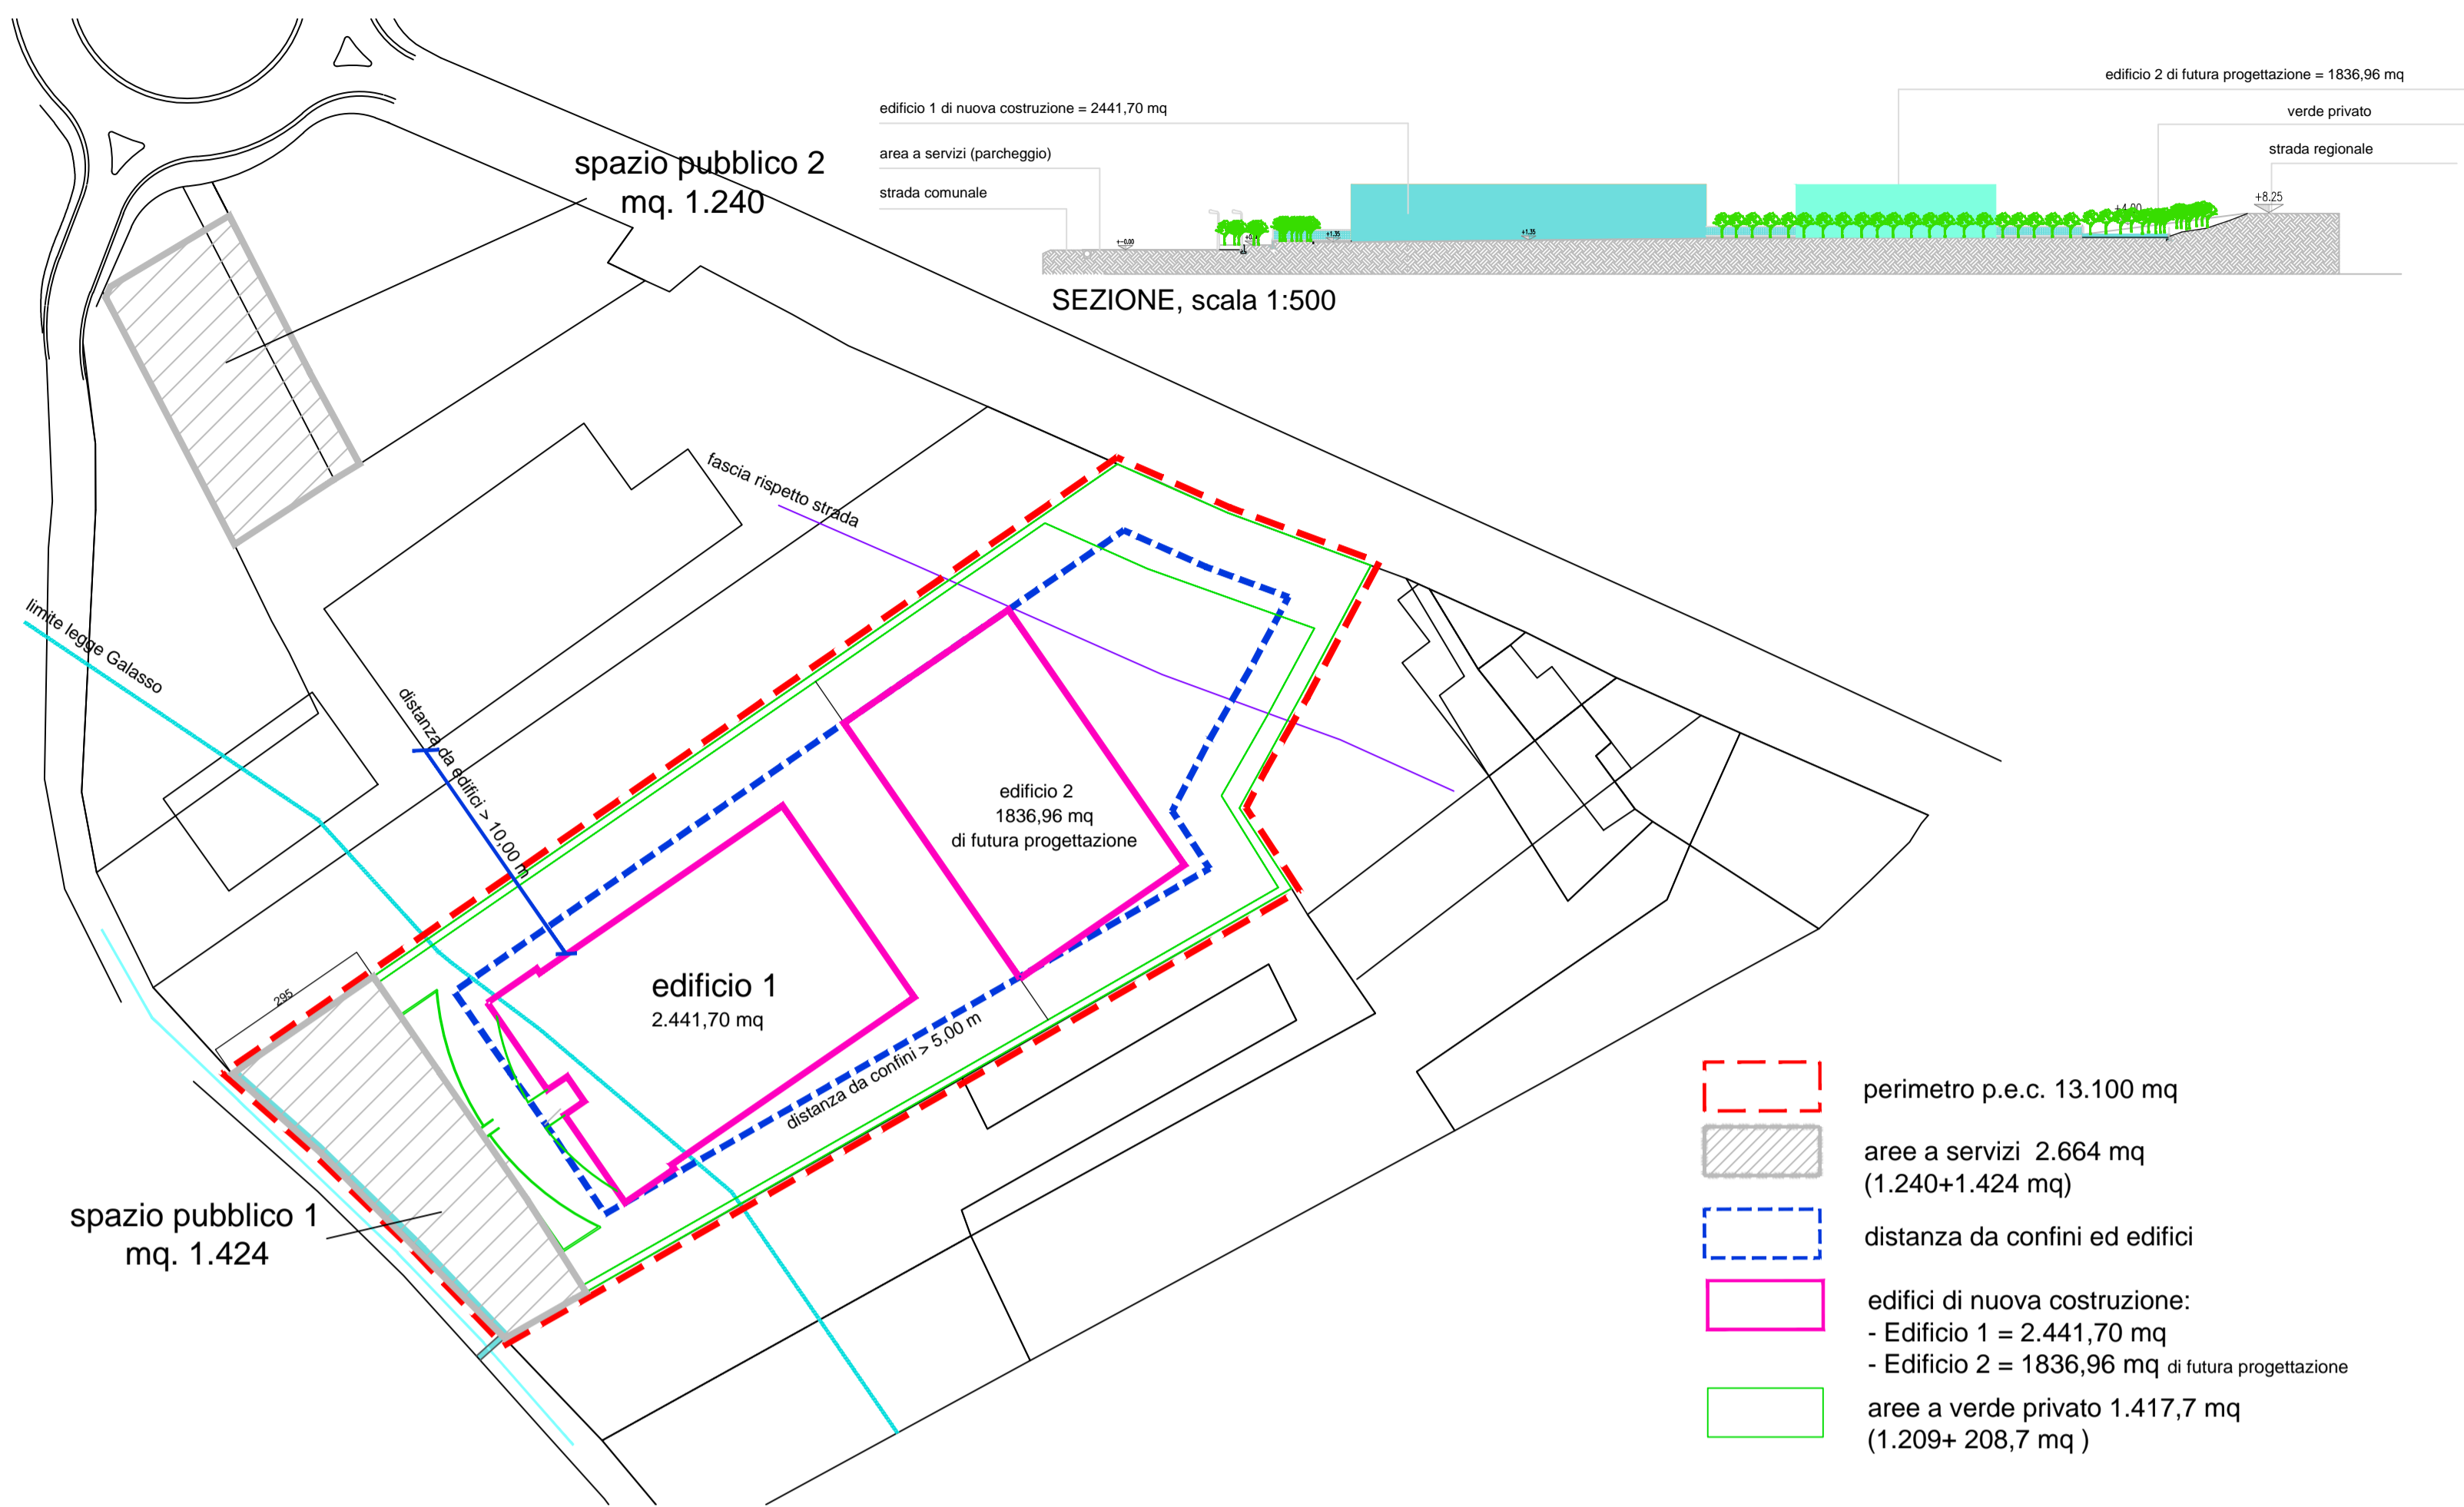 edificio 2 di futura progettazione = 1836,96 mq
edificio 1 di nuova costruzione = 2441,70 mq
verde privato
area a servizi (parcheggio)
strada regionale
strada comunale
+8.25
+4.00
+1.35
+1.35
SEZIONE, scala 1:500
spazio pubblico 2
mq. 1.240
fascia rispetto strada
limite legge Galasso
distanza da edifici > 10,00 m
edificio 2
1836,96 mq
di futura progettazione
edificio 1
2.441,70 mq
295
distanza da confini > 5,00 m
spazio pubblico 1
mq. 1.424
perimetro p.e.c. 13.100 mq
aree a servizi 2.664 mq
(1.240+1.424 mq)
distanza da confini ed edifici
edifici di nuova costruzione:
- Edificio 1 = 2.441,70 mq
- Edificio 2 = 1836,96 mq di futura progettazione
aree a verde privato 1.417,7 mq
(1.209+ 208,7 mq )